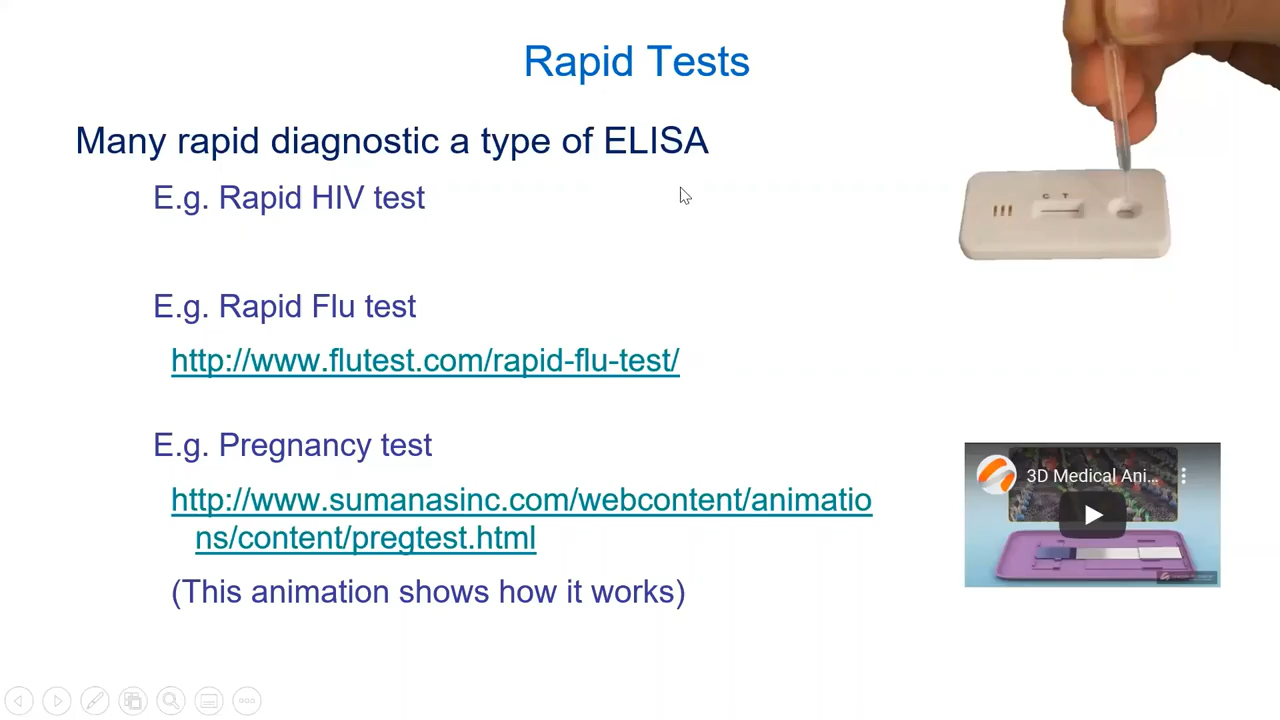 Rapid Tests
Many rapid diagnostic a type of ELISA
E.g. Rapid HIV test
C T
E.g. Rapid Flu test
http://www.flutest.com/rapid-flu-test/
E.g. Pregnancy test
3D Medical Ani...
http://www.sumanasinc.com/webcontent/animatio
ns/content/pregtest.html
(This animation shows how it works)